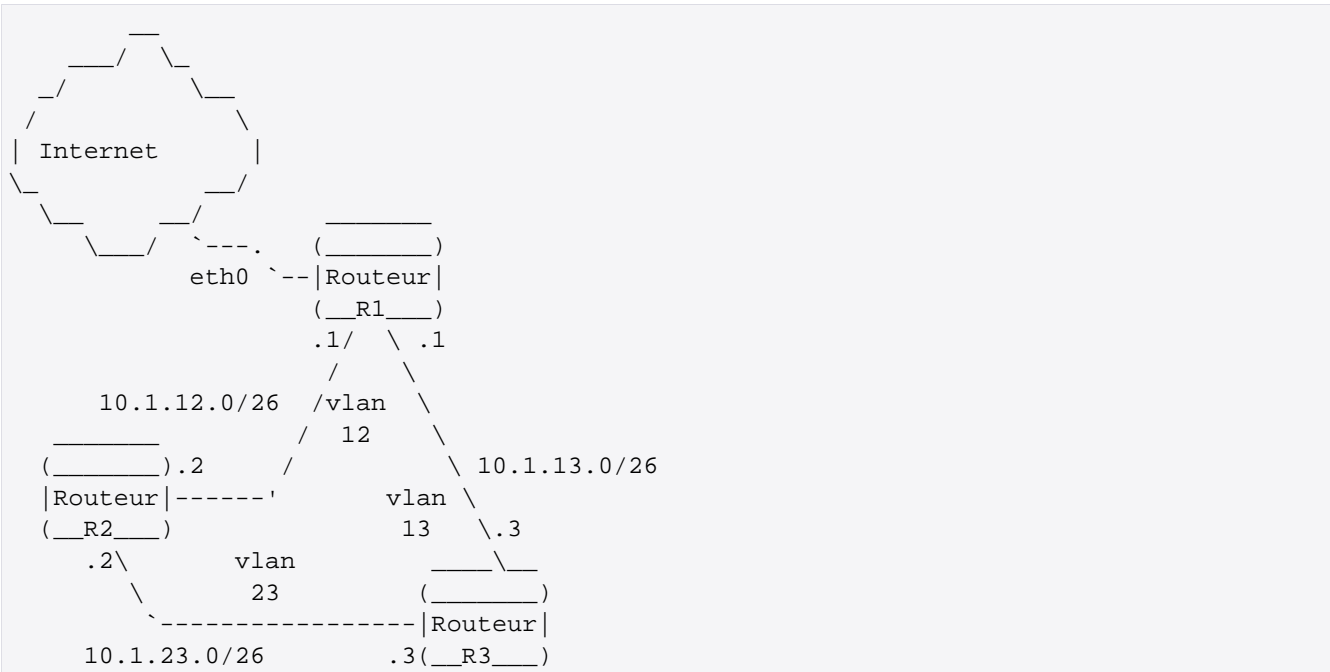 Internet
eth0
Routeur
R1
.1 .1
10.1.12.0/26 vlan
12
.2 10.1.13.0/26
Routeur vlan
R2 13 .3
.2 vlan
23
Routeur
10.1.23.0/26 .3 R3